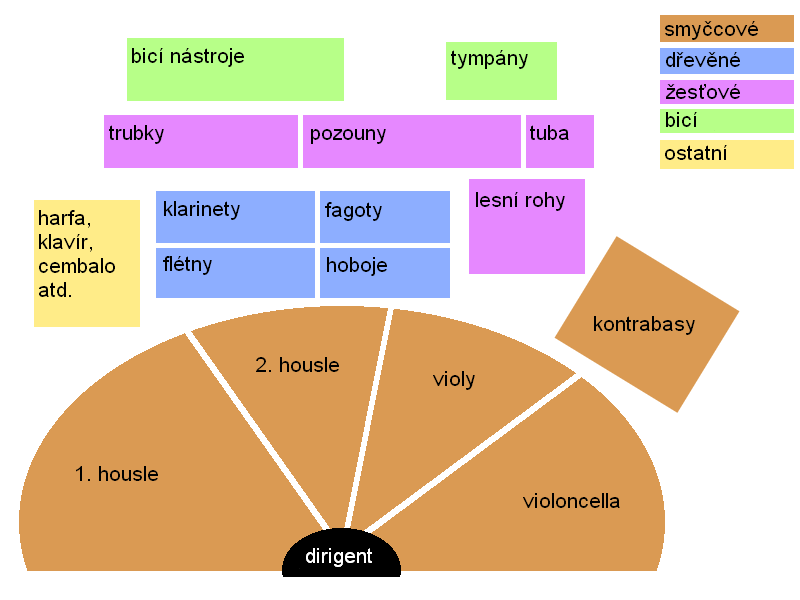 smyčcové
dřevěné
žesťové
bicí
ostatní
bicí nástroje
tympány
trubky
pozouny
tuba
harfa,
klavír,
cembalo
atd.
klarinety
fagoty
lesní rohy
flétny
hoboje
kontrabasy
2. housle
violy
1. housle
violoncella
dirigent